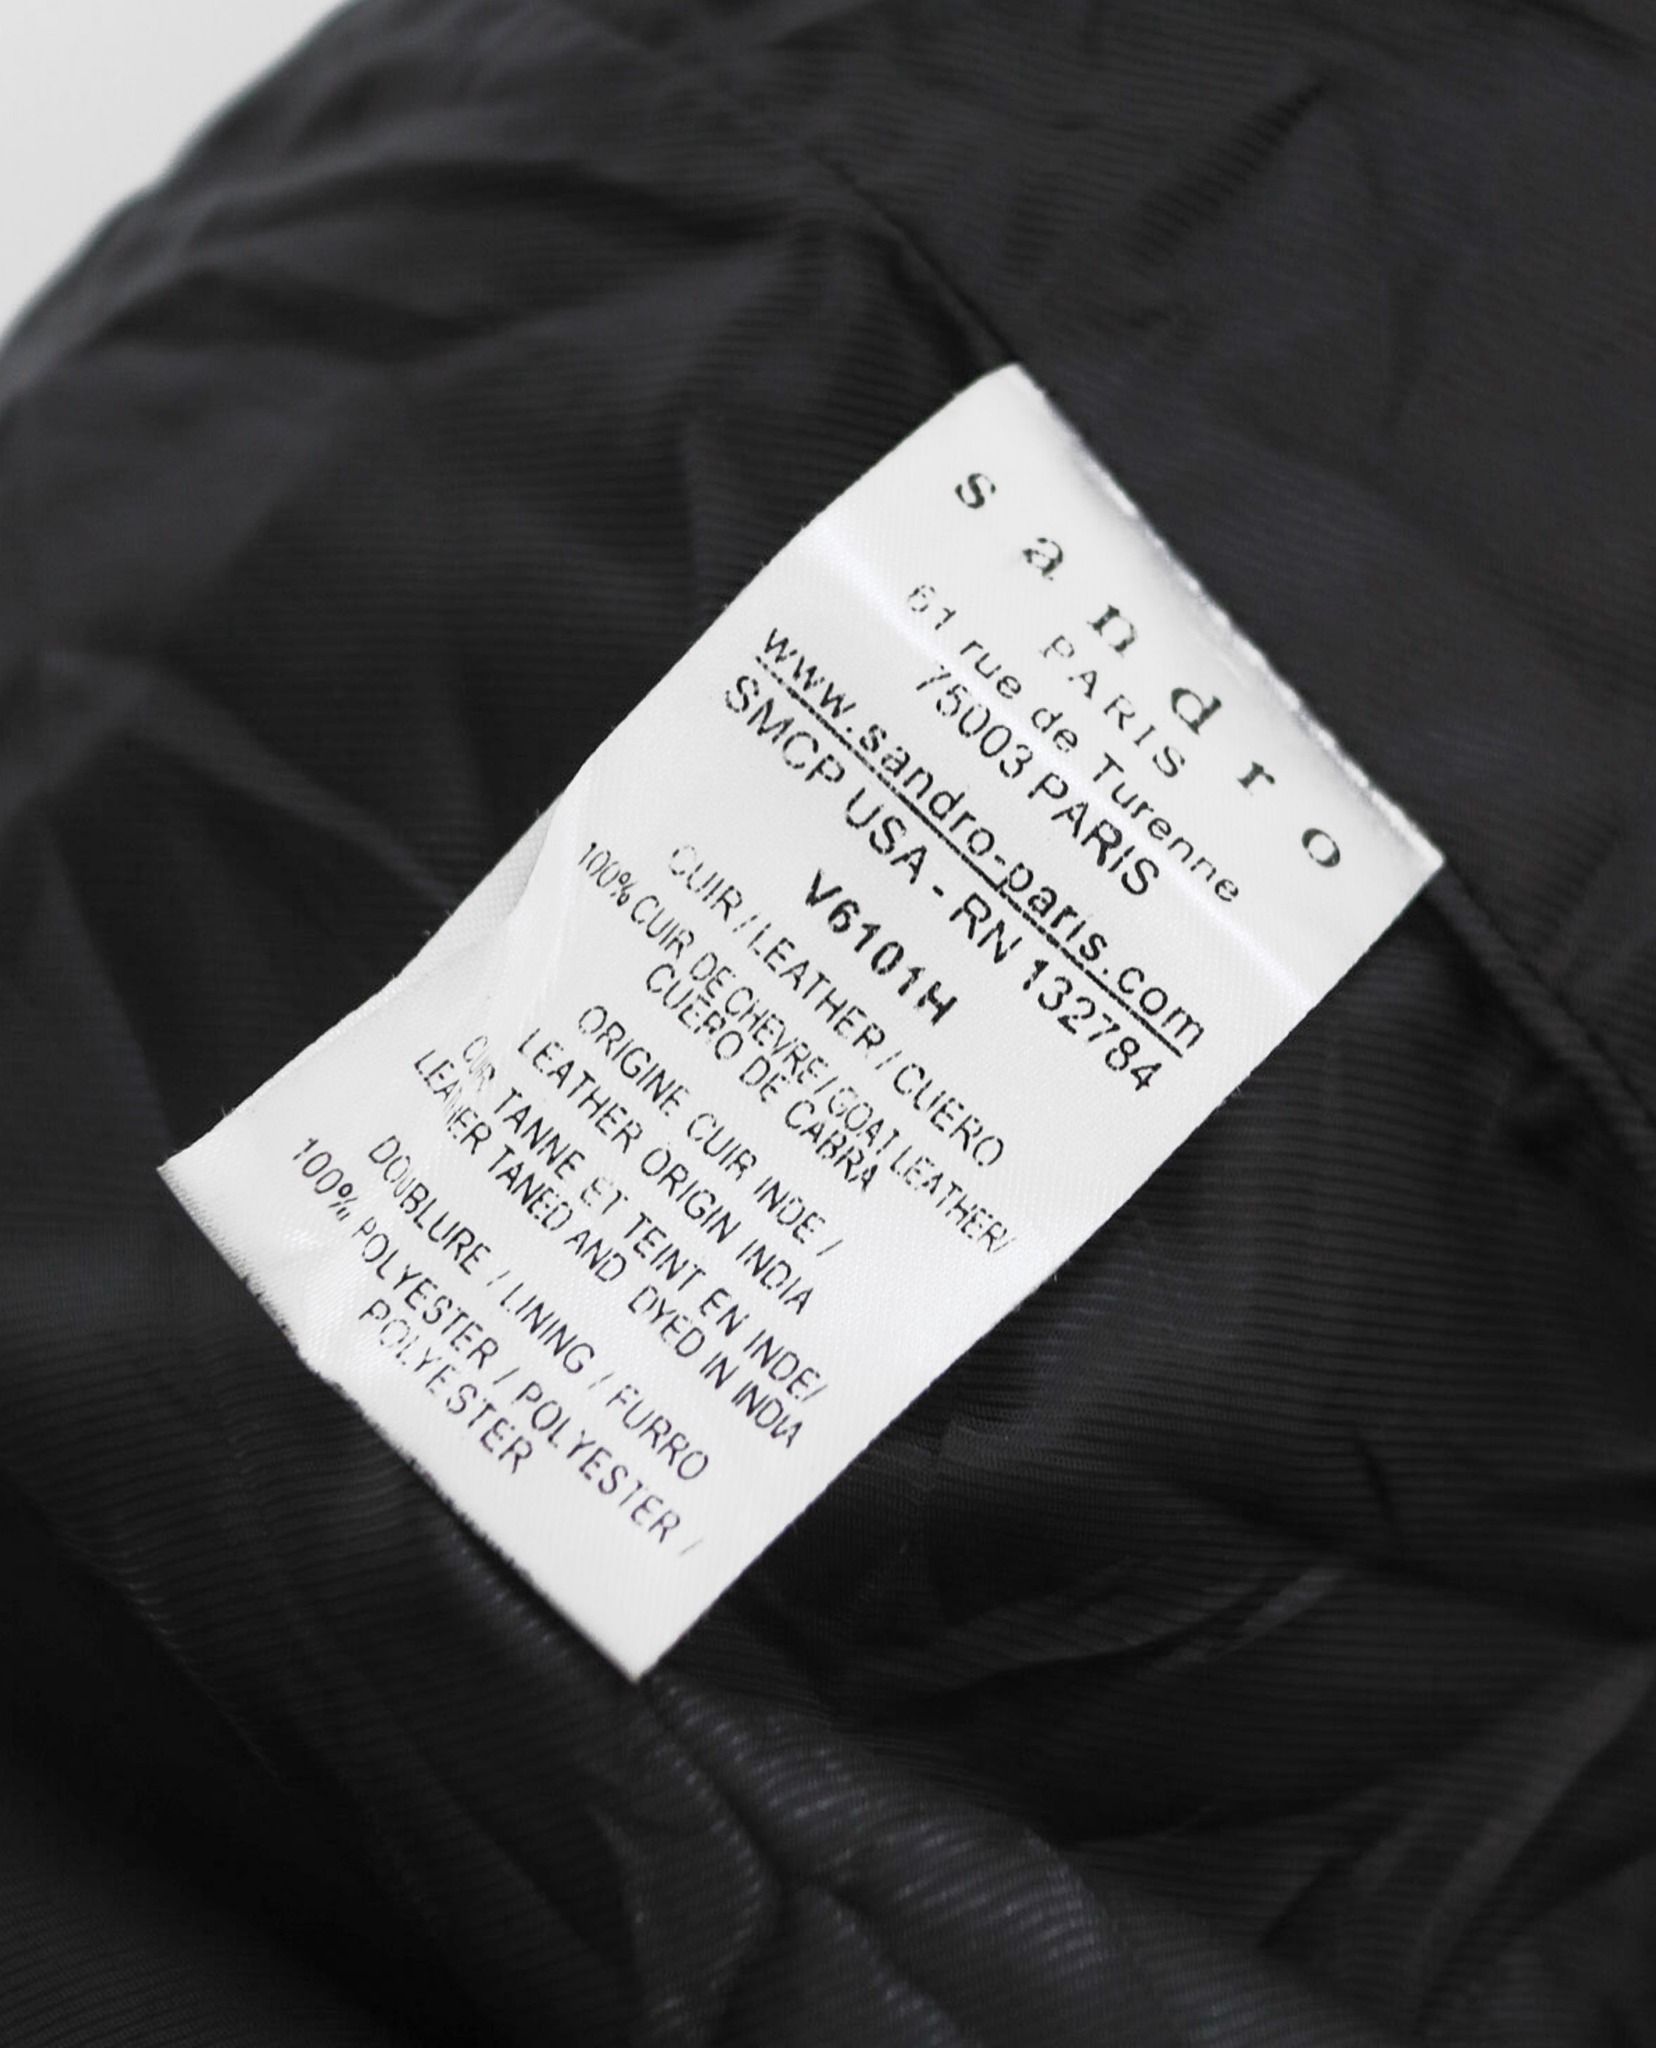 sandro
PARIS
61 rue de Turenne
75003 PARIS
www.sandro-paris.com
SMCP USA - RN 132784
V6101H
CUIR / LEATHER / CUERO
100% CUIR DE CHEVRE/ GOAT LEATHER/
CUERO DE CABRA
ORIGINE CUIR INDE /
LEATHER ORIGIN INDIA
CUIR TANNE ET TEINT EN INDE/
LEATHER TANED AND DYED IN INDIA
DOUBLURE / LINING / FURRO
100% POLYESTER / POLYESTER /
POLYESTER